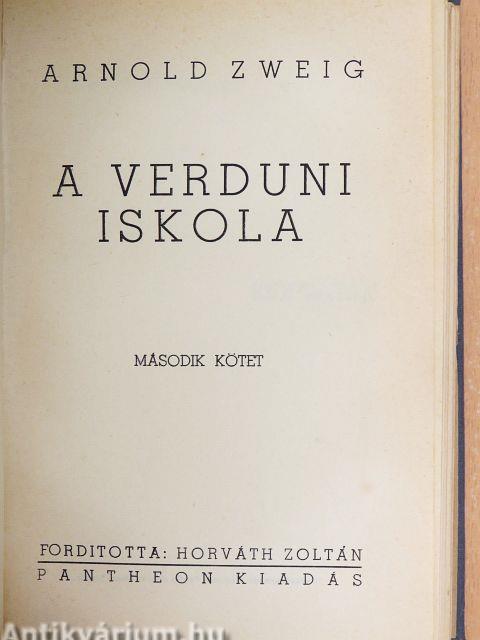 ARNOLD ZWEIG
A VERDUNI
ISKOLA
MÁSODIK KÖTET
FORDITOTTA: HORVÁTH ZOLTÁN
PANTHEON KIADÁS
Antikvárium.hu